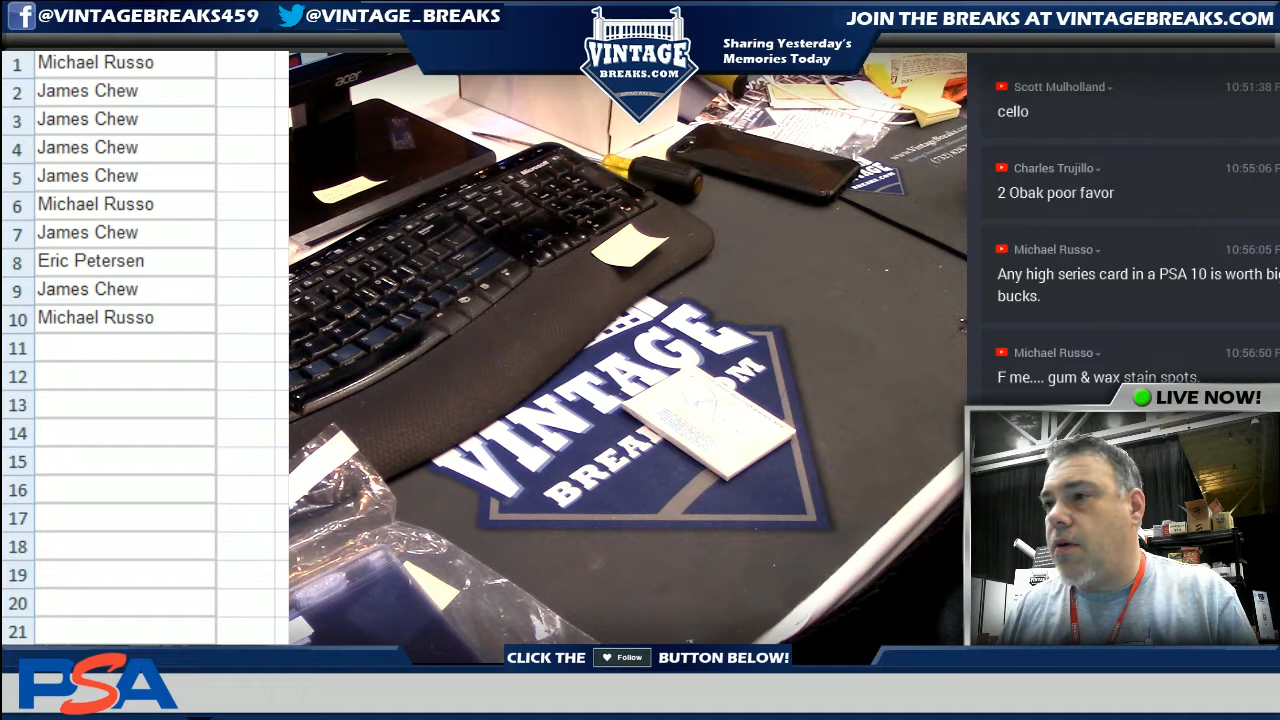 @VINTAGEBREAKS459
@VINTAGE_BREAKS
VINTAGE
BREAKS.COM
Sharing Yesterday's
Memories Today
JOIN THE BREAKS AT VINTAGEBREAKS.COM
1 Michael Russo
2 James Chew
3 James Chew
4 James Chew
5 James Chew
6 Michael Russo
7 James Chew
8 Eric Petersen
9 James Chew
10 Michael Russo
11
12
13
14
15
16
17
18
19
20
21
acer
Microsoft
VINTAGE
BREA OM
Scott Mulholland 10:51:38
cello
Charles Trujillo 10:55:06
2 Obak poor favor
Michael Russo 10:56:05
Any high series card in a PSA 10 is worth
bucks.
Michael Russo 10:56:50
F me.... gum & wax stain spots.
LIVE NOW!
CLICK THE Follow BUTTON BELOW!
PSA